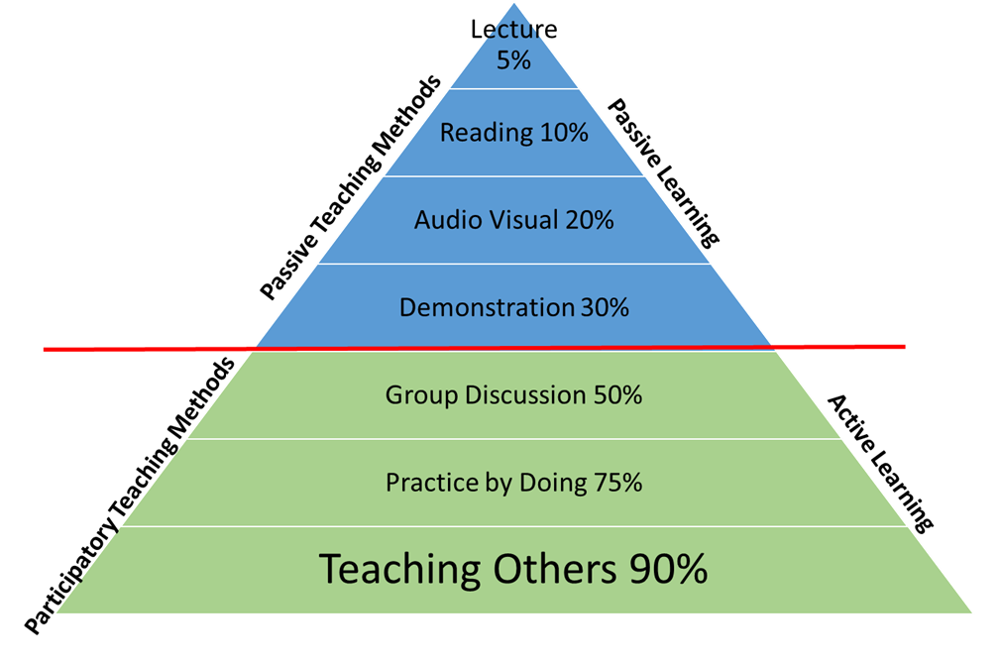 Lecture
5%
Reading 10%
Audio Visual 20%
Demonstration 30%
Group Discussion 50%
Practice by Doing 75%
Teaching Others 90%
Passive Teaching Methods
Passive Learning
Participatory Teaching Methods
Active Learning